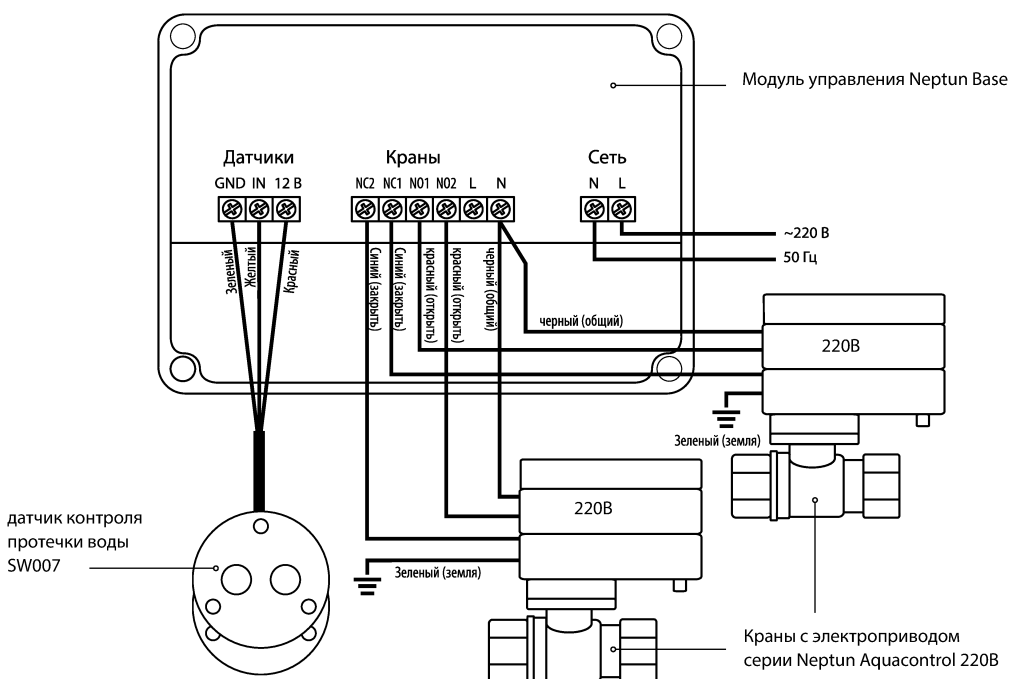 Модуль управления Neptun Base
Датчики
Краны
Сеть
GND IN 12 В
NC2 NC1 NO1 NO2 L N
N L
~220 В
50 Гц
Зеленый
Желтый
Красный
Синий (закрыть)
Синий (закрыть)
красный (открыть)
красный (открыть)
черный (общий)
черный (общий)
220В
Зеленый (земля)
220В
Зеленый (земля)
датчик контроля
протечки воды
SW007
Краны с электроприводом
серии Neptun Aquacontrol 220В